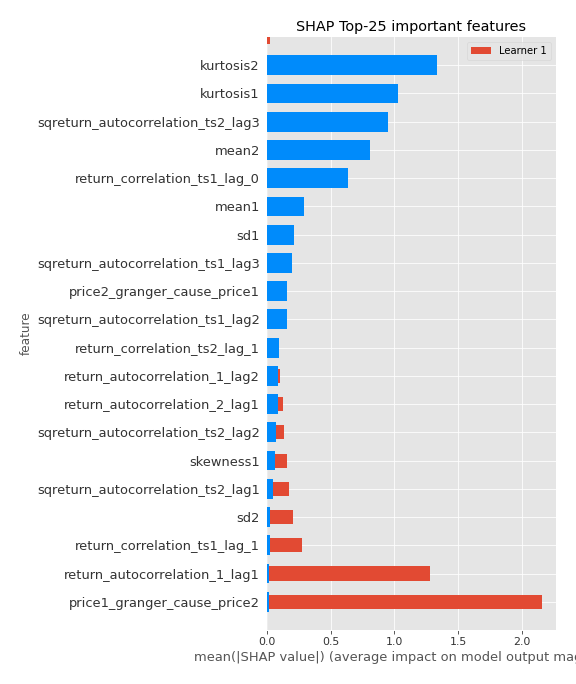 SHAP Top-25 important features
Learner 1
kurtosis2
kurtosis1
sqreturn_autocorrelation_ts2_lag3
mean2
return_correlation_ts1_lag_0
mean1
sd1
sqreturn_autocorrelation_ts1_lag3
price2_granger_cause_price1
sqreturn_autocorrelation_ts1_lag2
return_correlation_ts2_lag_1
return_autocorrelation_1_lag2
return_autocorrelation_2_lag1
sqreturn_autocorrelation_ts2_lag2
skewness1
sqreturn_autocorrelation_ts2_lag1
sd2
return_correlation_ts1_lag_1
return_autocorrelation_1_lag1
price1_granger_cause_price2
feature
0.0 0.5 1.0 1.5 2.0
mean(|SHAP value|) (average impact on model output mag